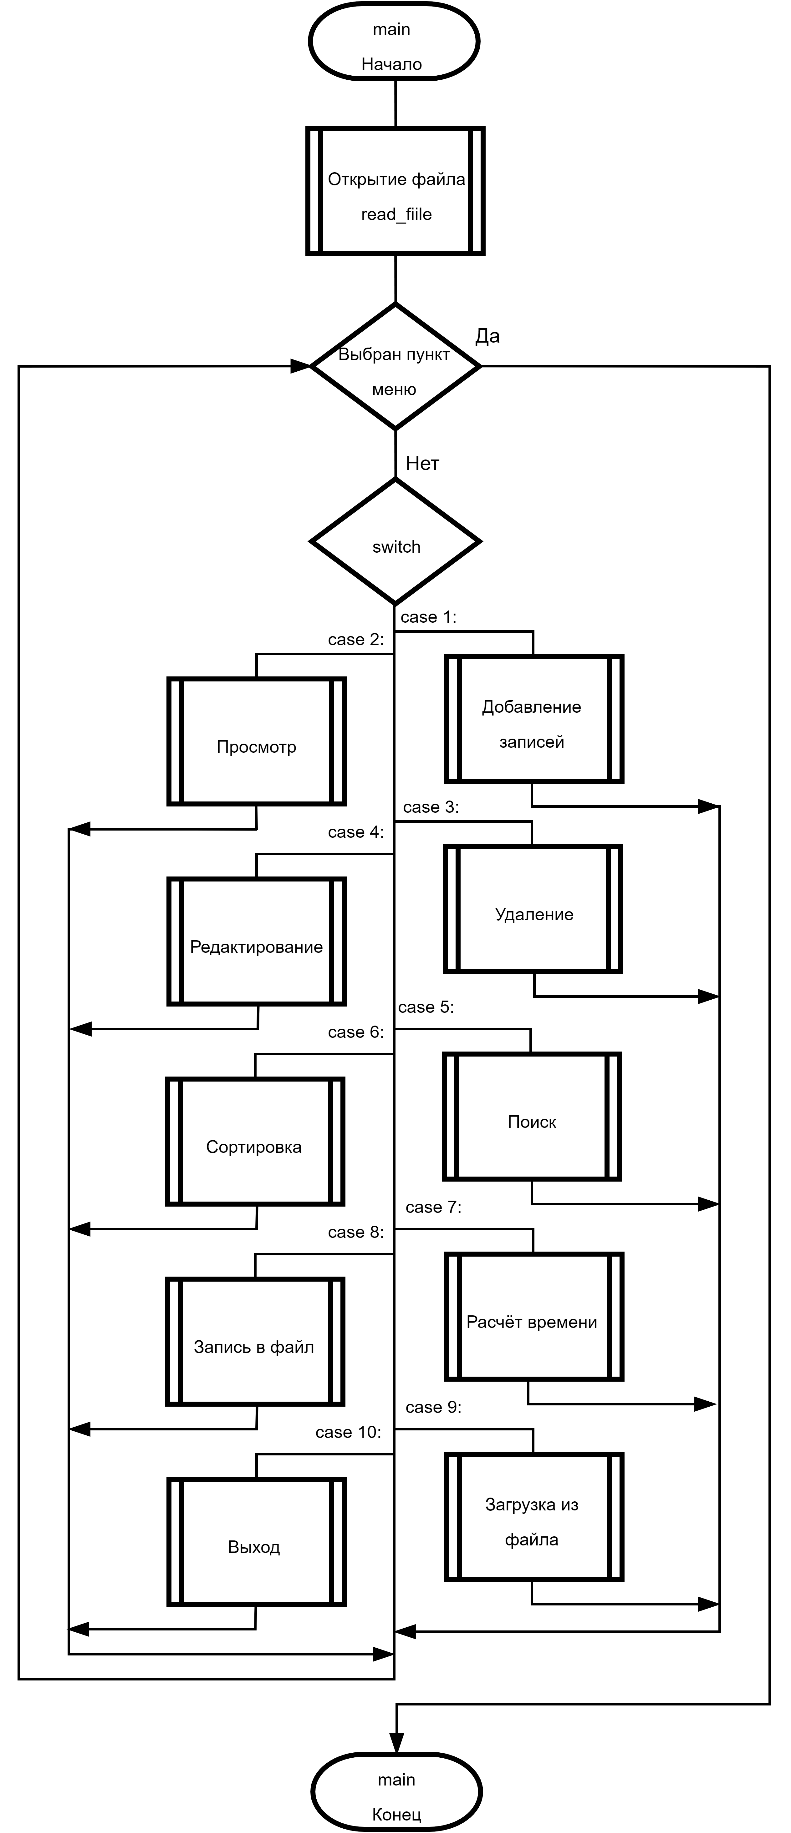 main
Начало
Открытие файла
read_fiile
Да
Выбран пункт
меню
Нет
switch
case 1:
case 2:
Добавление
записей
Просмотр
case 3:
case 4:
Удаление
Редактирование
case 5:
case 6:
Поиск
Сортировка
case 7:
case 8:
Расчёт времени
Запись в файл
case 9:
case 10:
Загрузка из
файла
Выход
main
Конец